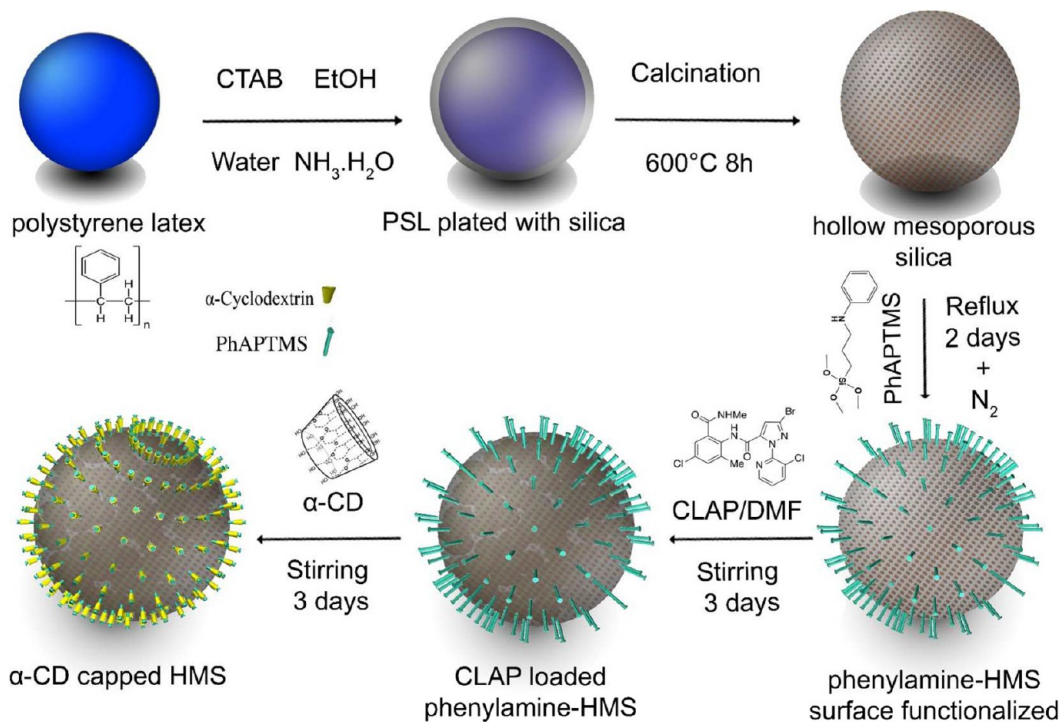 CTAB EtOH
Water NH₃.H₂O
Calcination
600°C 8h
polystyrene latex
PSL plated with silica
hollow mesoporous
silica
H
C
C
H
H
n
α-Cyclodextrin
PhAPTMS
PhAPTMS
HN
Si
O
O
O
Reflux
2 days
+
N₂
α-CD
Stirring
3 days
O
NHMe
H
N
O
Br
N
N
N
Cl
Cl
Me
CLAP/DMF
Stirring
3 days
α-CD capped HMS
CLAP loaded
phenylamine-HMS
phenylamine-HMS
surface functionalized